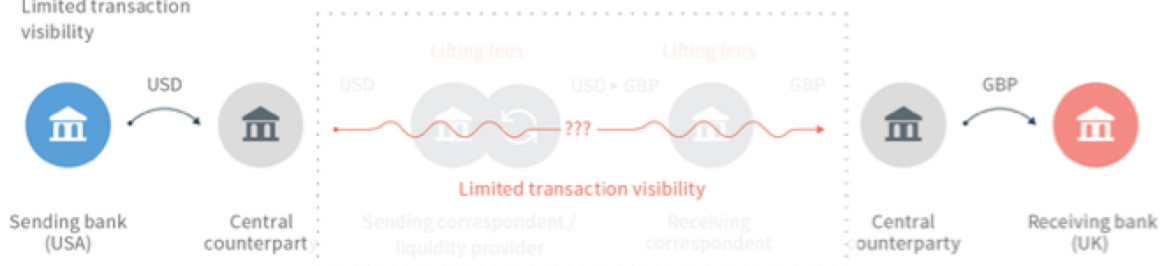 Limited transaction
visibility
Lifting fees
Lifting fees
USD
USD
USD ▸ GBP
GBP
GBP
???
Limited transaction visibility
Sending bank
(USA)
Central
counterparty
Sending correspondent /
liquidity provider
Receiving
correspondent
Central
counterparty
Receiving bank
(UK)